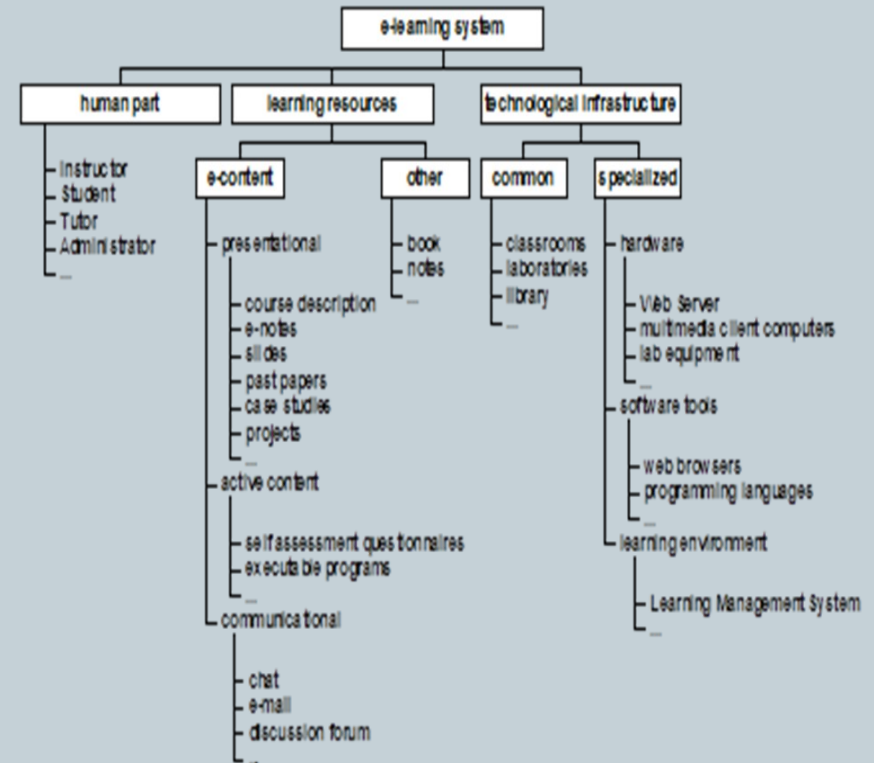 e-learning system
human part
learning resources
technological infrastructure
Instructor
Student
Tutor
Administrator
...
e-content
other
common
specialized
presentational
course description
e-notes
slides
past papers
case studies
projects
...
active content
self assessment questionnaires
executable programs
...
communicational
chat
e-mail
discussion forum
...
book
notes
...
classrooms
laboratories
library
...
hardware
Web Server
multimedia client computers
lab equipment
...
software tools
web browsers
programming languages
...
learning environment
Learning Management System
...